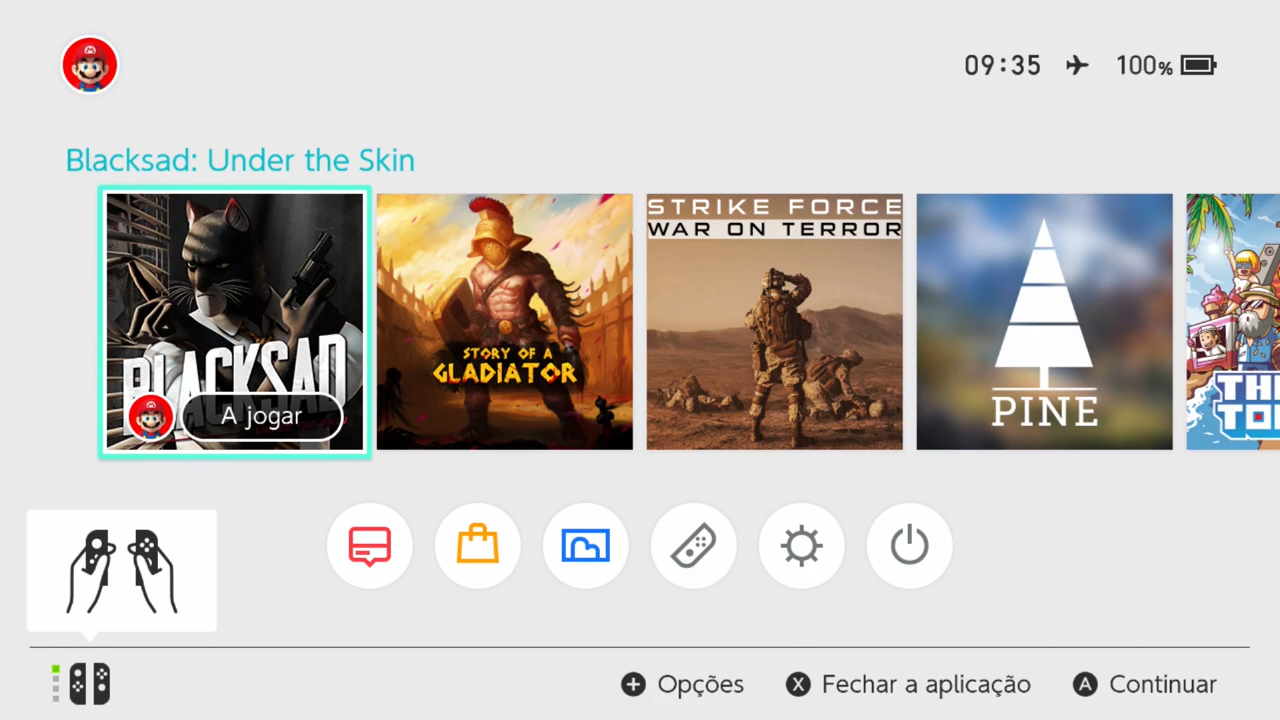 09:35
100%
Blacksad: Under the Skin
BLACKSAD
A jogar
STORY OF A
GLADIATOR
STRIKE FORCE
WAR ON TERROR
PINE
+ Opções
X Fechar a aplicação
A Continuar